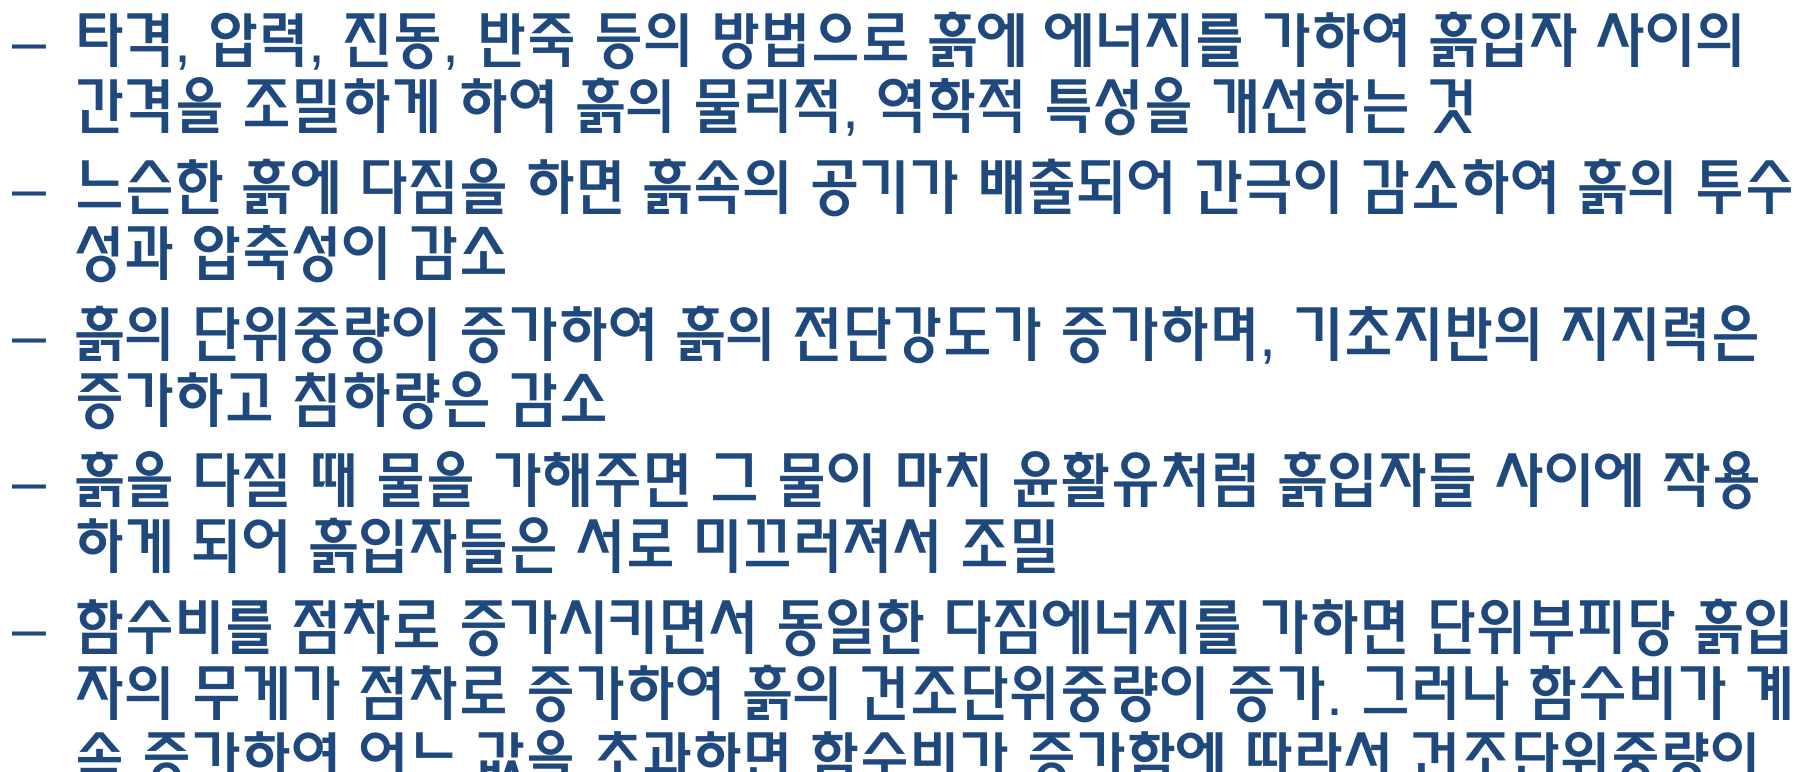 – 타격, 압력, 진동, 반죽 등의 방법으로 흙에 에너지를 가하여 흙입자 사이의
간격을 조밀하게 하여 흙의 물리적, 역학적 특성을 개선하는 것
– 느슨한 흙에 다짐을 하면 흙속의 공기가 배출되어 간극이 감소하여 흙의 투수
성과 압축성이 감소
– 흙의 단위중량이 증가하여 흙의 전단강도가 증가하며, 기초지반의 지지력은
증가하고 침하량은 감소
– 흙을 다질 때 물을 가해주면 그 물이 마치 윤활유처럼 흙입자들 사이에 작용
하게 되어 흙입자들은 서로 미끄러져서 조밀
– 함수비를 점차로 증가시키면서 동일한 다짐에너지를 가하면 단위부피당 흙입
자의 무게가 점차로 증가하여 흙의 건조단위중량이 증가. 그러나 함수비가 계
속 증가하여 어느 값을 초과하면 함수비가 증가함에 따라서 건조단위중량이